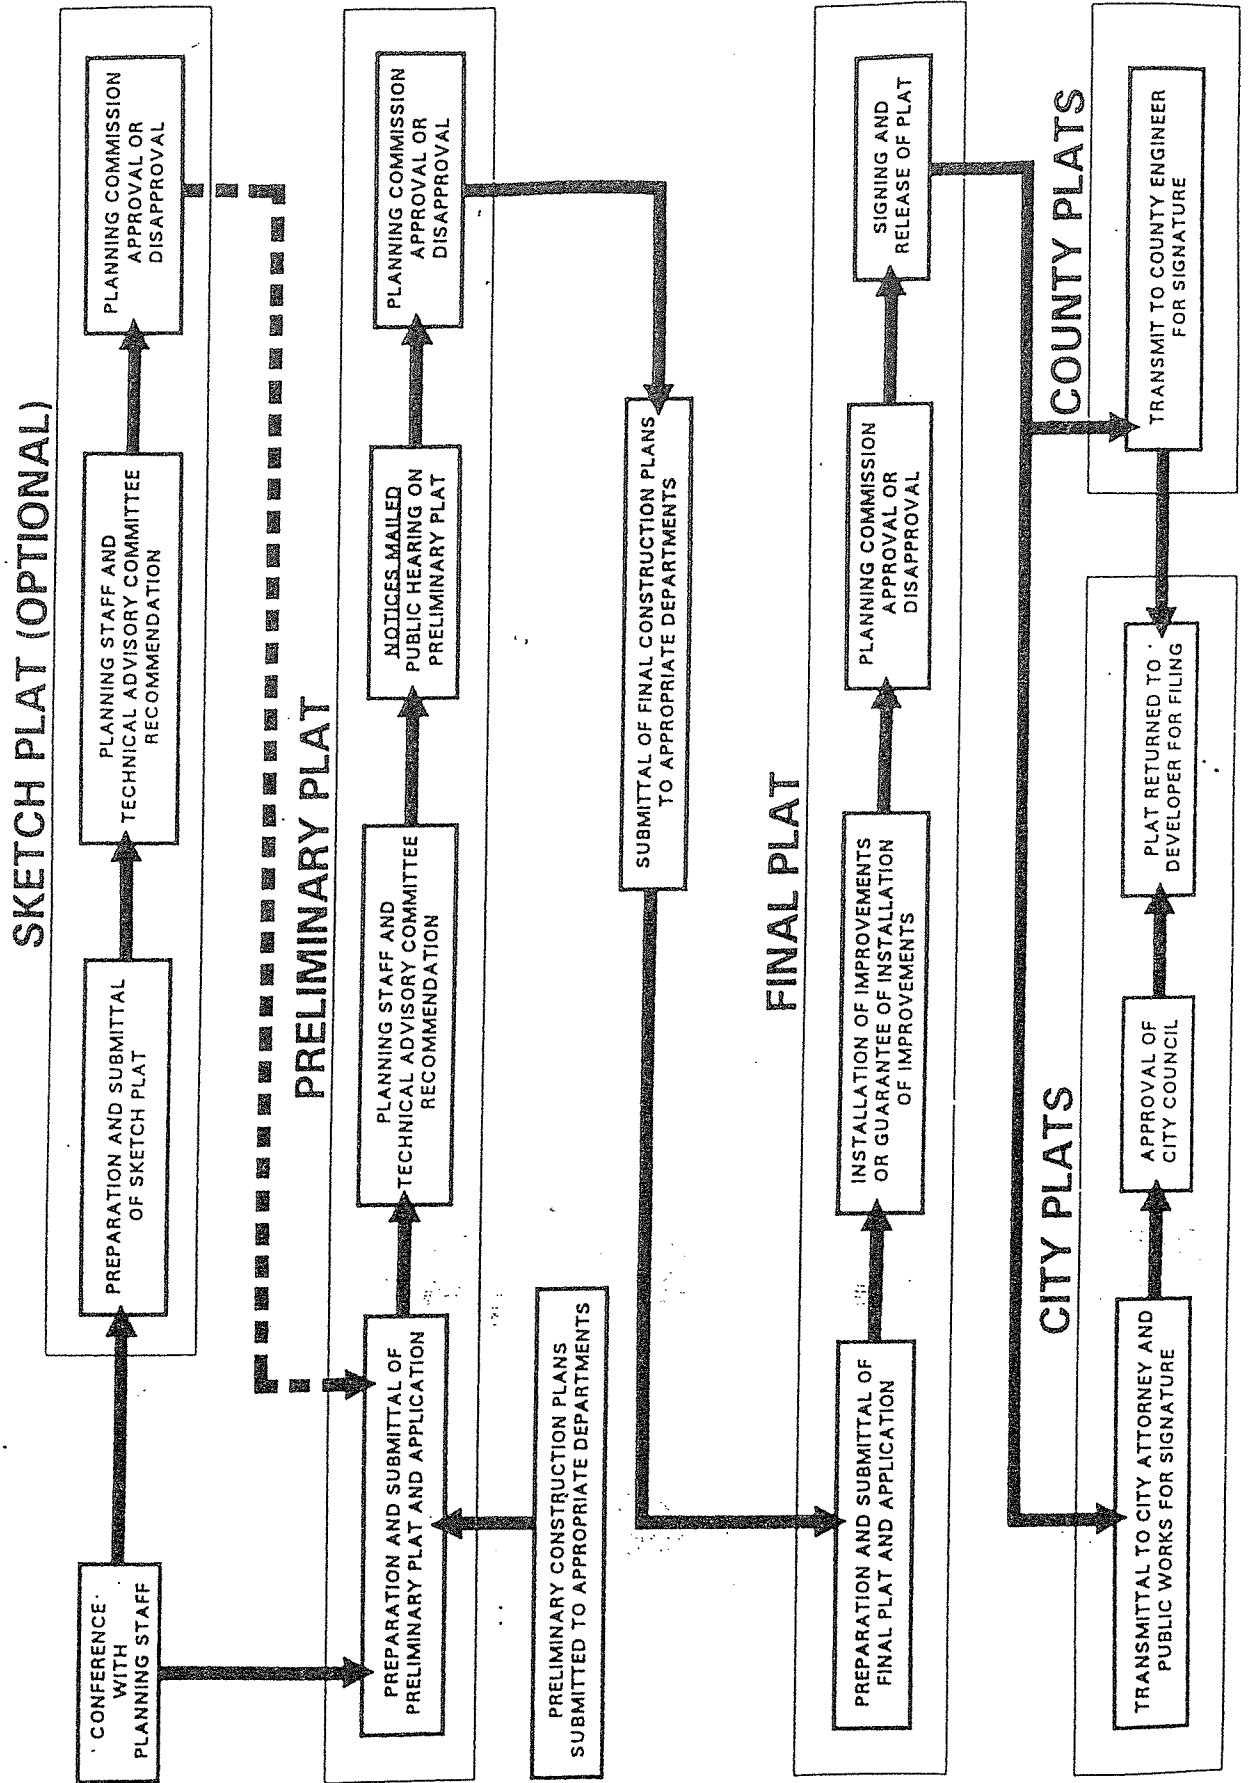 SKETCH PLAT (OPTIONAL)
CONFERENCE
WITH
PLANNING STAFF
PREPARATION AND SUBMITTAL
OF SKETCH PLAT
PLANNING STAFF AND
TECHNICAL ADVISORY COMMITTEE
RECOMMENDATION
PLANNING COMMISSION
APPROVAL OR
DISAPPROVAL
PRELIMINARY PLAT
PREPARATION AND SUBMITTAL OF
PRELIMINARY PLAT AND APPLICATION
PLANNING STAFF AND
TECHNICAL ADVISORY COMMITTEE
RECOMMENDATION
NOTICES MAILED
PUBLIC HEARING ON
PRELIMINARY PLAT
PLANNING COMMISSION
APPROVAL OR
DISAPPROVAL
PRELIMINARY CONSTRUCTION PLANS
SUBMITTED TO APPROPRIATE DEPARTMENTS
SUBMITTAL OF FINAL CONSTRUCTION PLANS
TO APPROPRIATE DEPARTMENTS
FINAL PLAT
PREPARATION AND SUBMITTAL OF
FINAL PLAT AND APPLICATION
INSTALLATION OF IMPROVEMENTS
OR GUARANTEE OF INSTALLATION
OF IMPROVEMENTS
PLANNING COMMISSION
APPROVAL OR
DISAPPROVAL
SIGNING AND
RELEASE OF PLAT
CITY PLATS
TRANSMITTAL TO CITY ATTORNEY AND
PUBLIC WORKS FOR SIGNATURE
APPROVAL OF
CITY COUNCIL
PLAT RETURNED TO
DEVELOPER FOR FILING
COUNTY PLATS
TRANSMIT TO COUNTY ENGINEER
FOR SIGNATURE